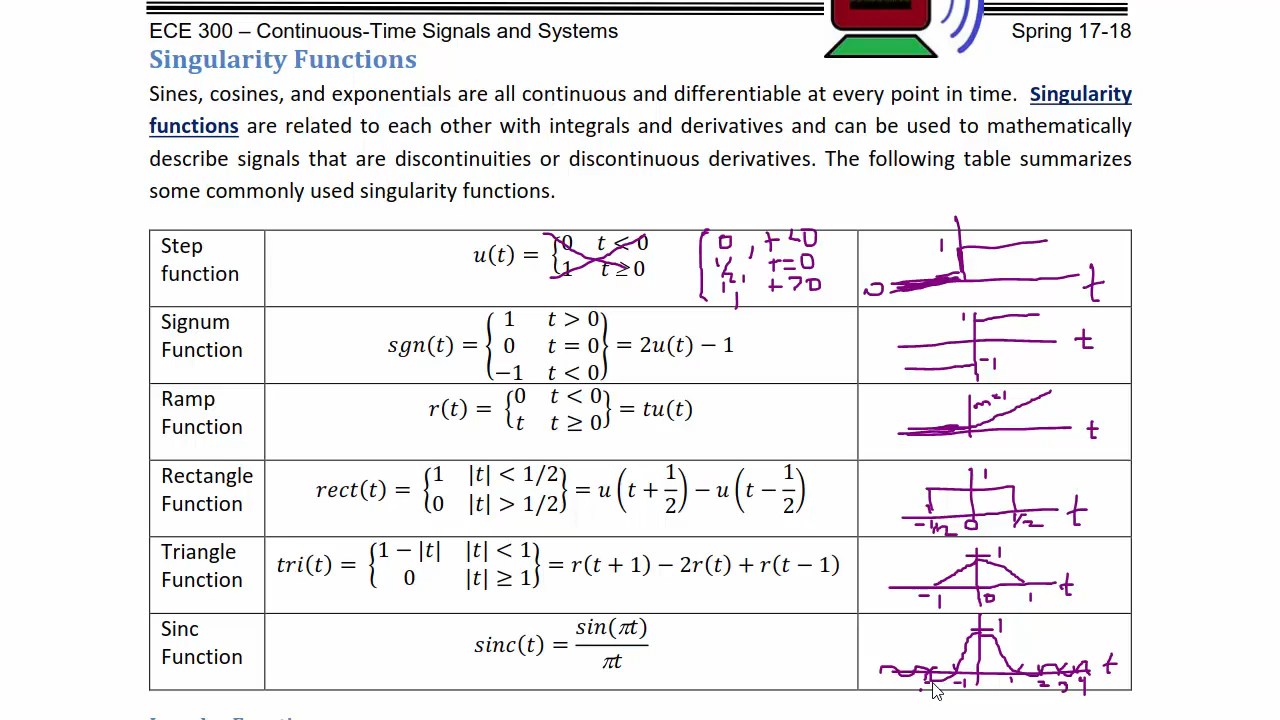 ECE 300 – Continuous-Time Signals and Systems Spring 17-18
Singularity Functions
Sines, cosines, and exponentials are all continuous and differentiable at every point in time. Singularity
functions are related to each other with integrals and derivatives and can be used to mathematically
describe signals that are discontinuities or discontinuous derivatives. The following table summarizes
some commonly used singularity functions.
Step
function
u(t) = {0 t < 0
1 t ≥ 0
0, t<0
1/2, t=0
1, t>0
1
0
t
Signum
Function
sgn(t) = { 1 t > 0
0 t = 0
−1 t < 0} = 2u(t) − 1
1
t
-1
Ramp
Function
r(t) = {0 t < 0
t t ≥ 0} = tu(t)
m=1
t
Rectangle
Function
rect(t) = {1 |t| < 1/2
0 |t| > 1/2} = u(t + 1/2) − u(t − 1/2)
1
-1/2 0 1/2 t
Triangle
Function
tri(t) = {1 − |t| |t| < 1
0 |t| ≥ 1} = r(t + 1) − 2r(t) + r(t − 1)
1
-1 0 1 t
Sinc
Function
sinc(t) = sin(πt)
πt
1
t
-1 1 2 3 4